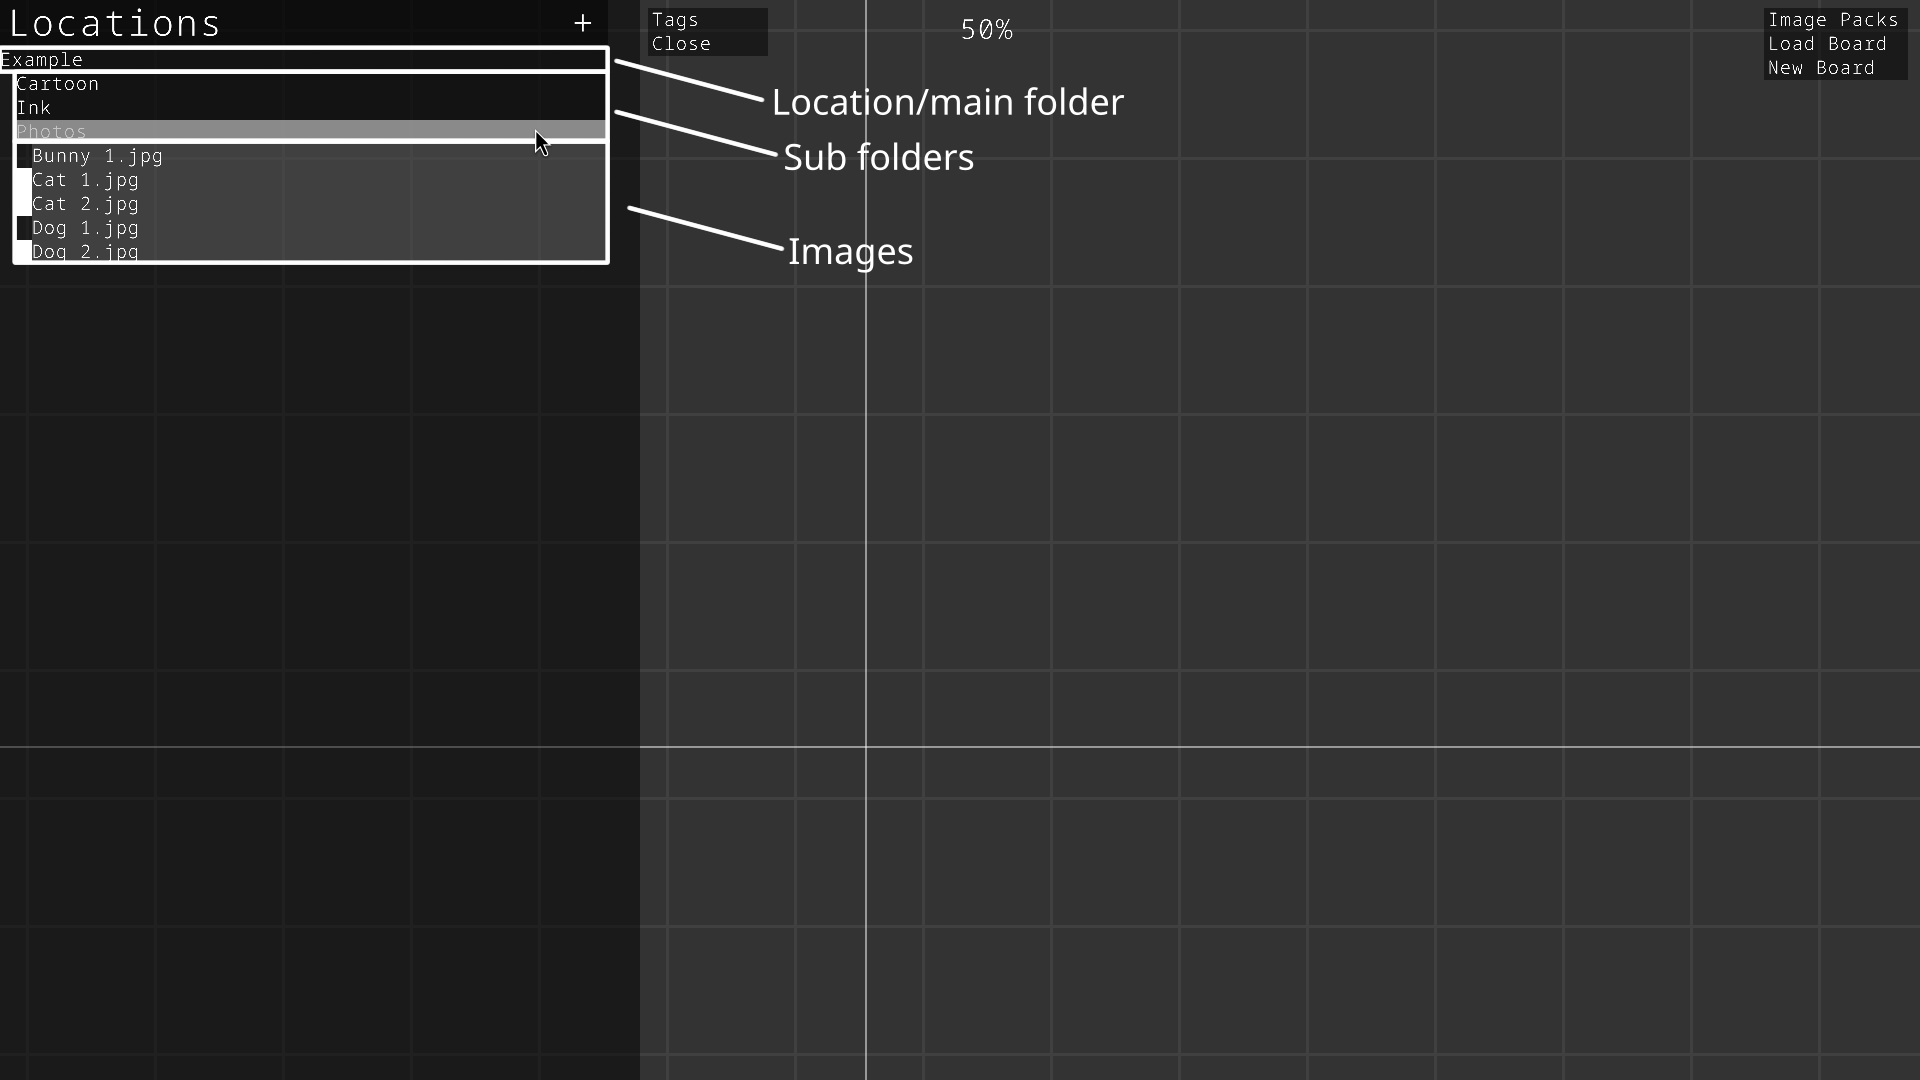 Locations +
Example
Cartoon
Ink
Photos
Bunny 1.jpg
Cat 1.jpg
Cat 2.jpg
Dog 1.jpg
Dog 2.jpg
Tags
Close
50%
Image Packs
Load Board
New Board
Location/main folder
Sub folders
Images